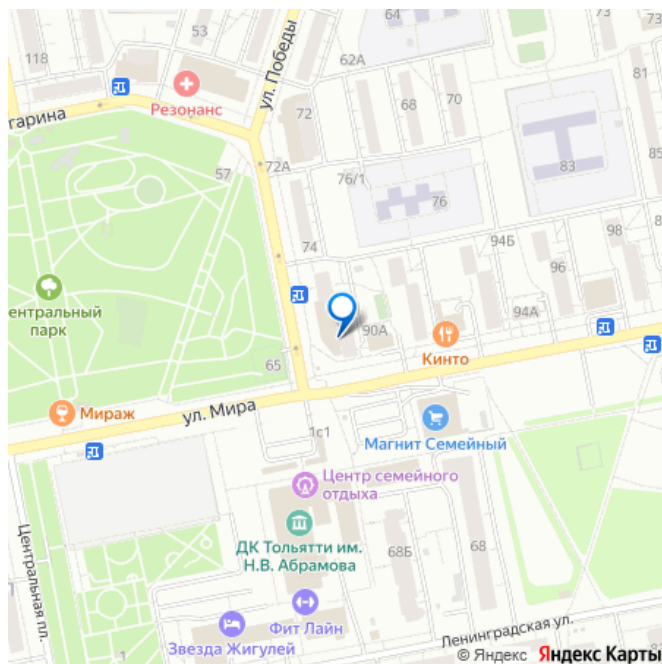 64
73
73
53
118
62А
81
ул. Победы
Резонанс
72
68
70
гарина
85
57
72А
76/1
83
76
74
94Б
98
96
ентральный
парк
90А
94А
Кинто
65
Мираж
ул. Мира
1с1
Магнит Семейный
Центр семейного
отдыха
ДК Тольятти им.
Н.В. Абрамова
68Б
68
Центральная пл.
Фит Лайн
Звезда Жигулей
Ленинградская ул.
1
© Яндекс Яндекс Карты